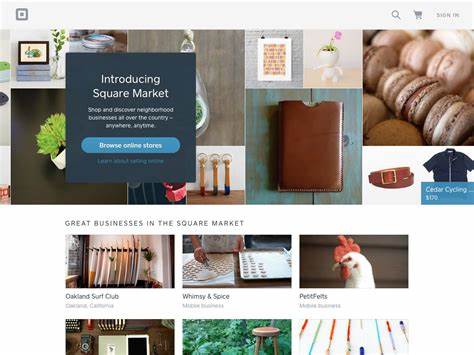 SIGN IN
Introducing
Square Market
Shop and discover neighborhood
businesses all over the country –
anywhere, anytime.
Browse online stores
Learn about selling online
Cedar Cycling ...
$170
GREAT BUSINESSES IN THE SQUARE MARKET
Oakland Surf Club
Oakland, California
Whimsy & Spice
Mobile business
PetitFelts
Mobile business